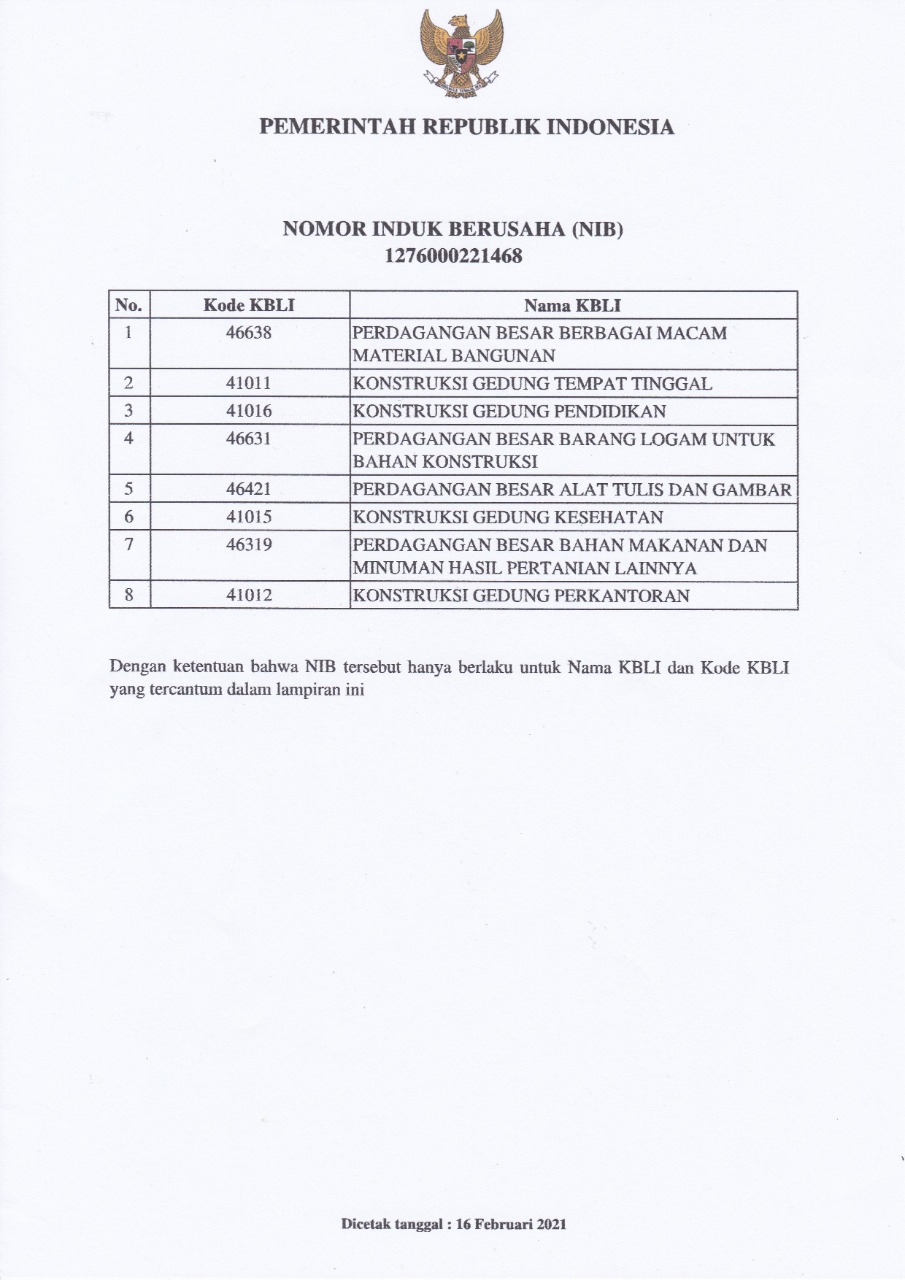 PEMERINTAH REPUBLIK INDONESIA
NOMOR INDUK BERUSAHA (NIB)
1276000221468
No. Kode KBLI Nama KBLI
1 46638 PERDAGANGAN BESAR BERBAGAI MACAM
MATERIAL BANGUNAN
2 41011 KONSTRUKSI GEDUNG TEMPAT TINGGAL
3 41016 KONSTRUKSI GEDUNG PENDIDIKAN
4 46631 PERDAGANGAN BESAR BARANG LOGAM UNTUK
BAHAN KONSTRUKSI
5 46421 PERDAGANGAN BESAR ALAT TULIS DAN GAMBAR
6 41015 KONSTRUKSI GEDUNG KESEHATAN
7 46319 PERDAGANGAN BESAR BAHAN MAKANAN DAN
MINUMAN HASIL PERTANIAN LAINNYA
8 41012 KONSTRUKSI GEDUNG PERKANTORAN
Dengan ketentuan bahwa NIB tersebut hanya berlaku untuk Nama KBLI dan Kode KBLI
yang tercantum dalam lampiran ini
Dicetak tanggal : 16 Februari 2021